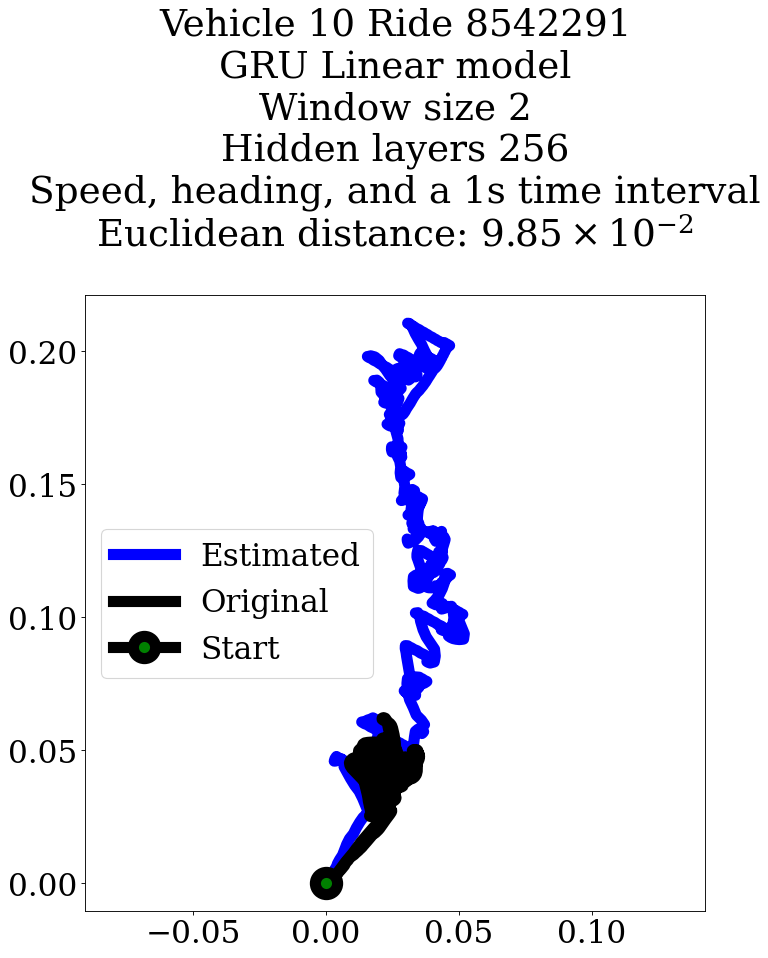 Vehicle 10 Ride 8542291
GRU Linear model
Window size 2
Hidden layers 256
Speed, heading, and a 1s time interval
Euclidean distance: 9.85 × 10⁻²
0.20
0.15
0.10
0.05
0.00
Estimated
Original
Start
−0.05 0.00 0.05 0.10